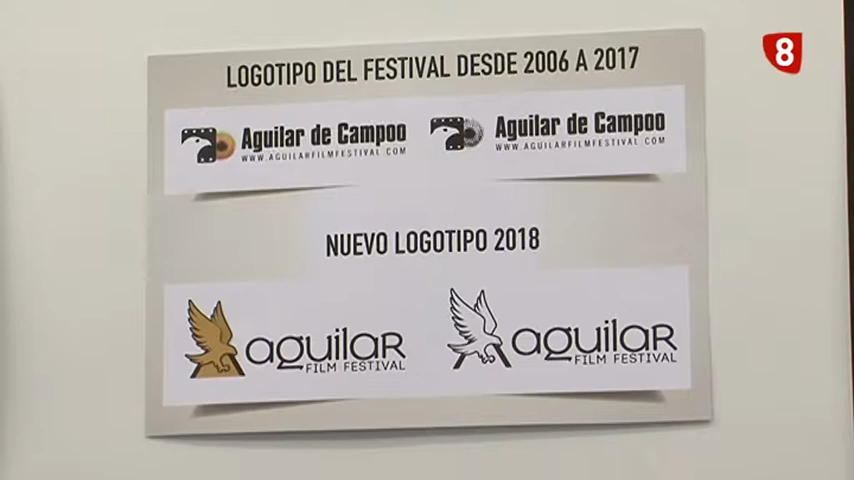 8
LOGOTIPO DEL FESTIVAL DESDE 2006 A 2017
Aguilar de Campoo
WWW.AGUILARFILMFESTIVAL.COM
Aguilar de Campoo
WWW.AGUILARFILMFESTIVAL.COM
NUEVO LOGOTIPO 2018
aguilar
FILM FESTIVAL
aguilar
FILM FESTIVAL